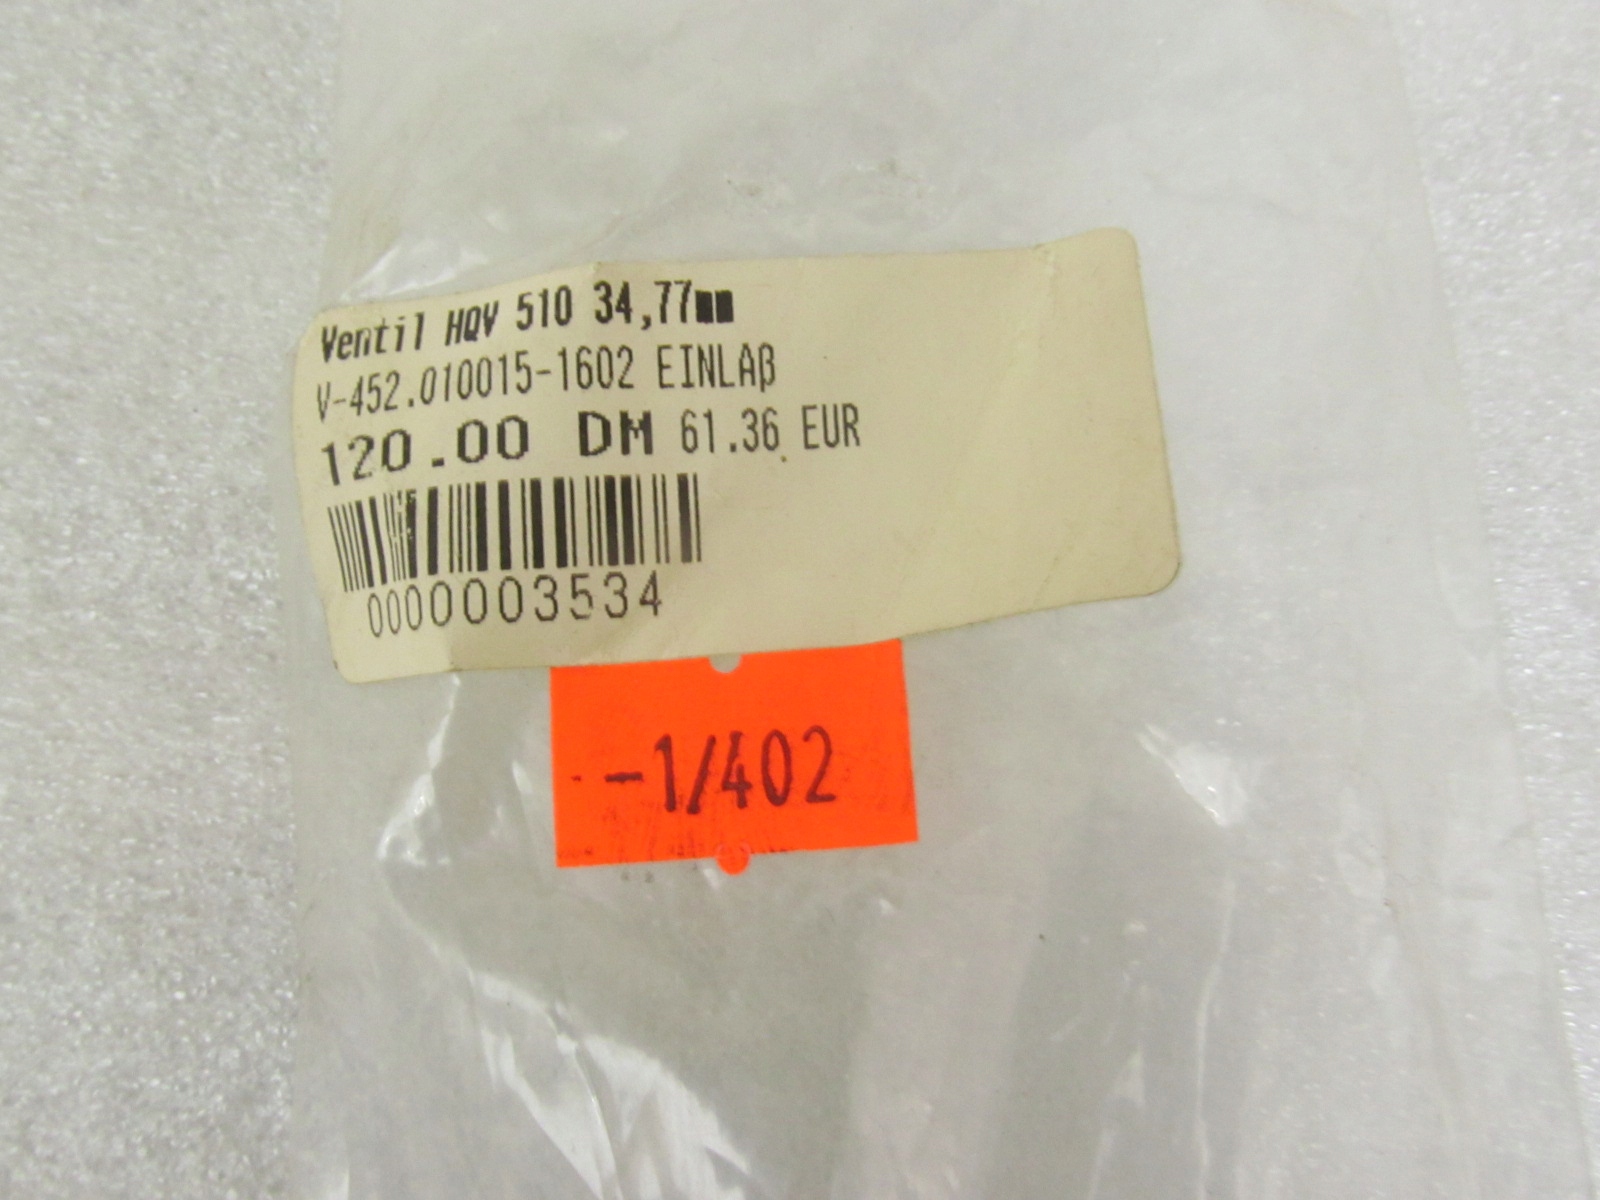 Ventil HQV 510 34,77mm
V-452.010015-1602 EINLAß
120.00 DM 61.36 EUR
0000003534
--1/402